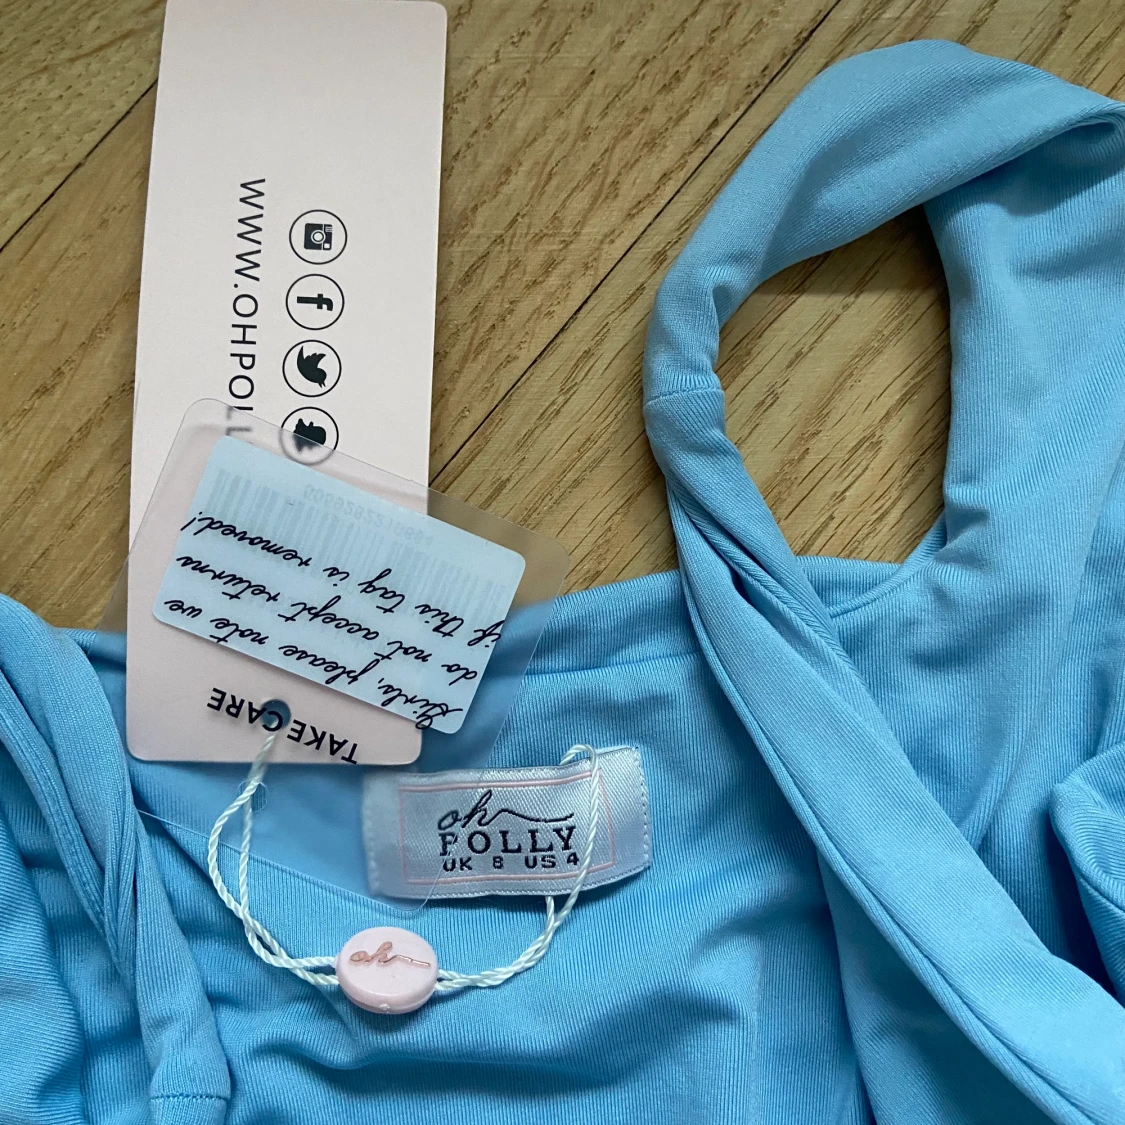 WWW.OHPOLL
Girls, please note we
do not accept returns
if this tag is removed!
TAKE CARE
oh
POLLY
UK 8 US 4
oh